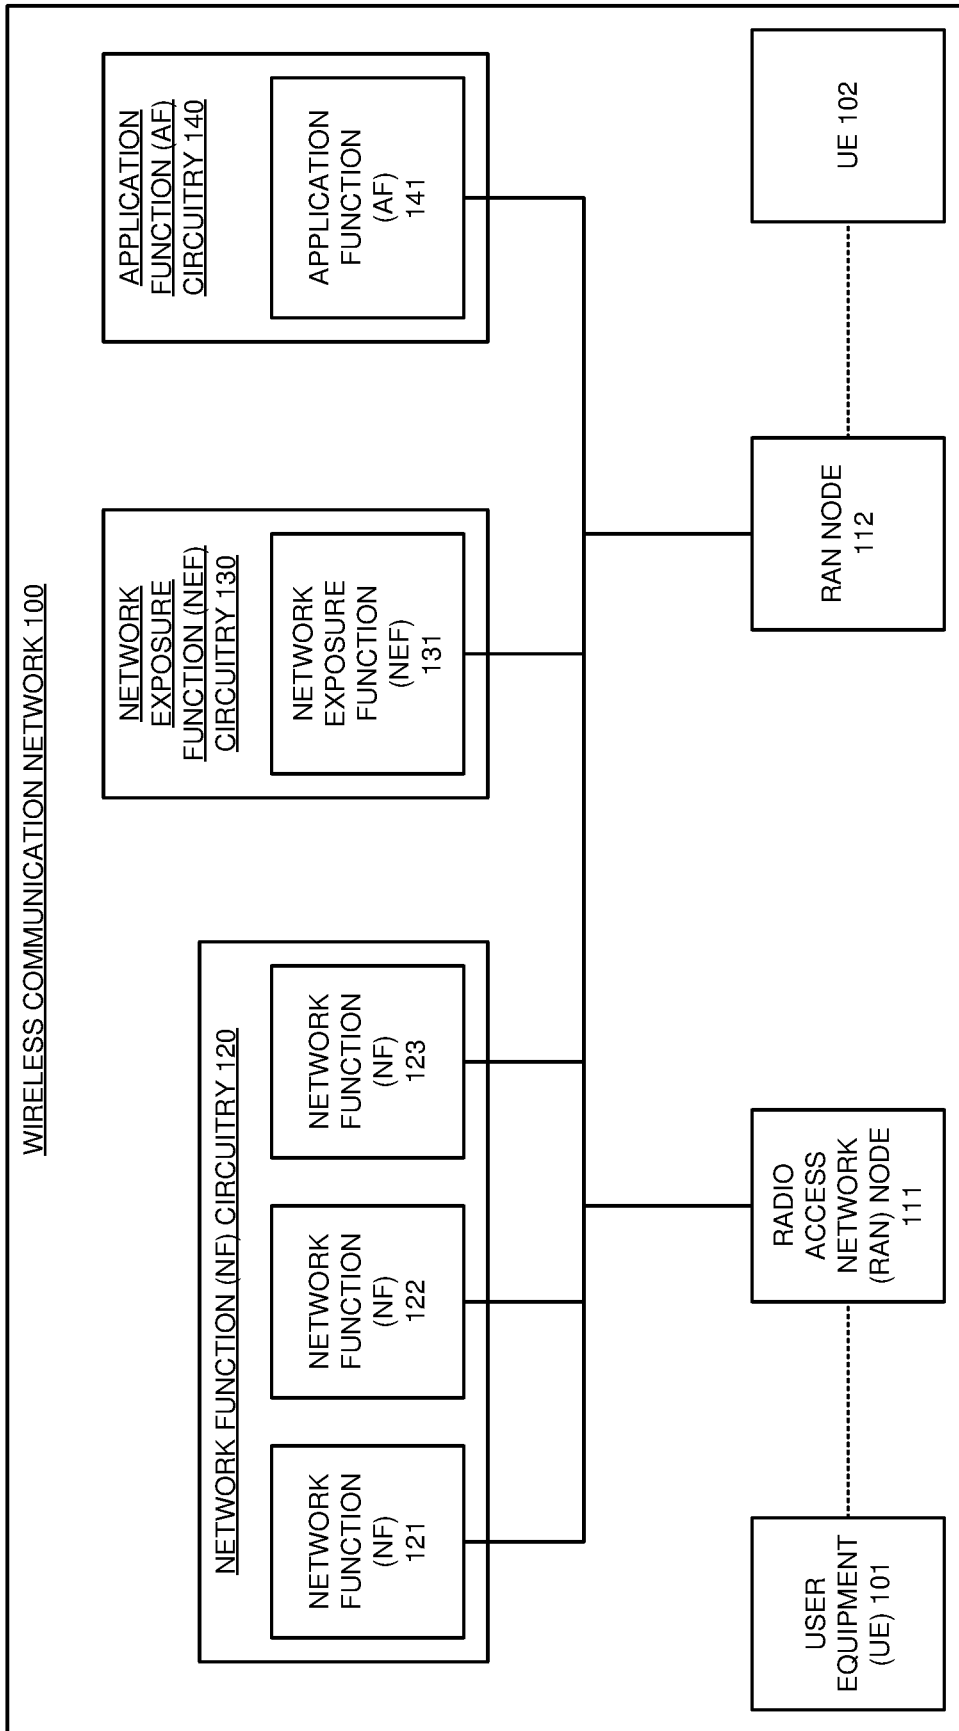 WIRELESS COMMUNICATION NETWORK 100
NETWORK FUNCTION (NF) CIRCUITRY 120
NETWORK
FUNCTION
(NF)
121
NETWORK
FUNCTION
(NF)
122
NETWORK
FUNCTION
(NF)
123
NETWORK
EXPOSURE
FUNCTION (NEF)
CIRCUITRY 130
NETWORK
EXPOSURE
FUNCTION
(NEF)
131
APPLICATION
FUNCTION (AF)
CIRCUITRY 140
APPLICATION
FUNCTION
(AF)
141
USER
EQUIPMENT
(UE) 101
RADIO
ACCESS
NETWORK
(RAN) NODE
111
RAN NODE
112
UE 102